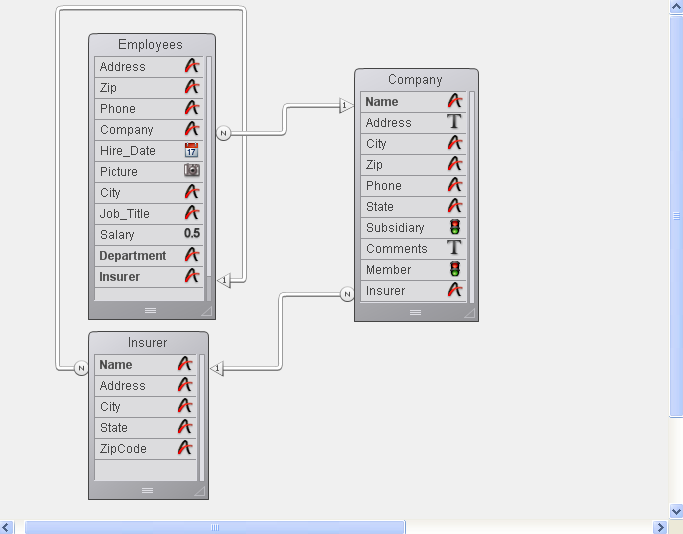 Employees
Address
Zip
Phone
Company
N
Hire_Date
17
Picture
City
Job_Title
Salary 0.5
Department
Insurer
1
Company
1
Name
Address T
City
Zip
Phone
State
Subsidiary
Comments T
Member
Insurer
N
Insurer
N
1
Name
Address
City
State
ZipCode